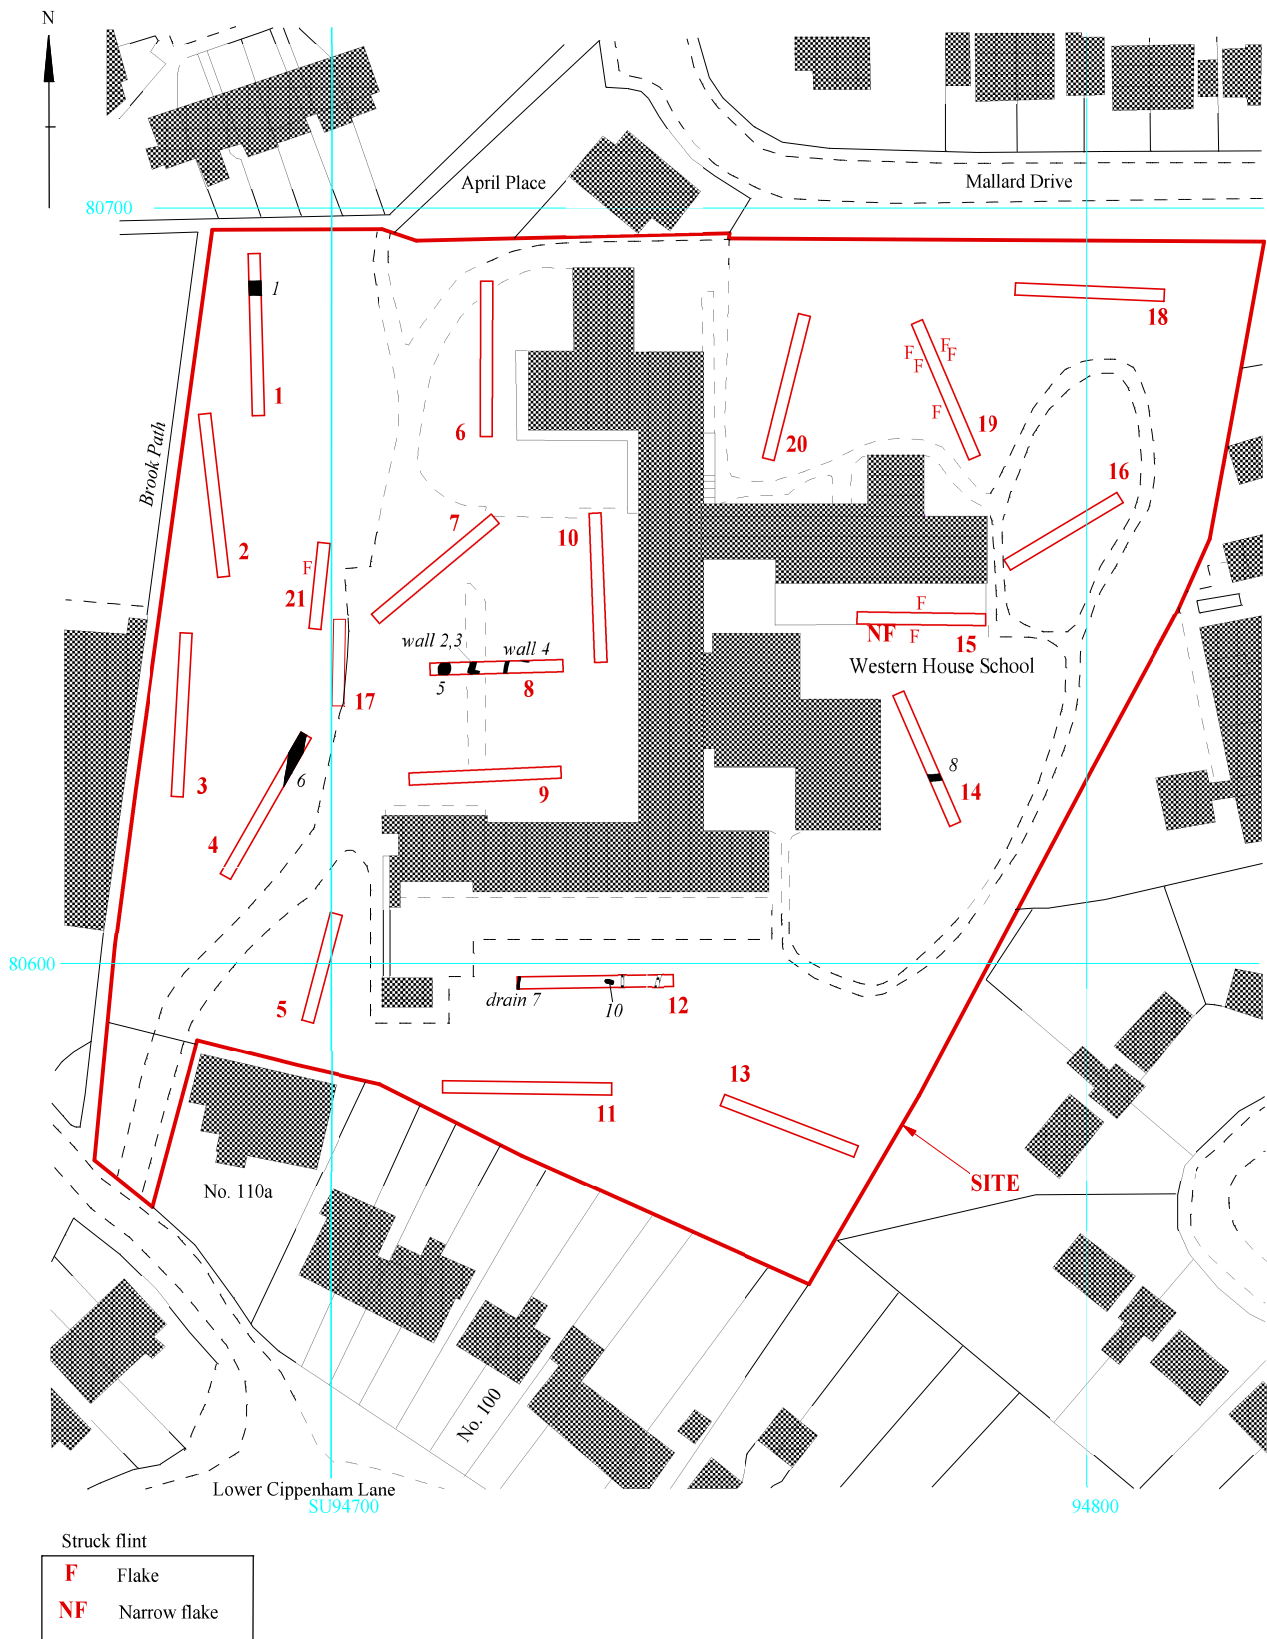 N
April Place
Mallard Drive
80700
1
18
1
F
F F
F
F
6
19
20
16
Brook Path
7
10
2
F
21
F
NF F
15
wall 2,3
wall 4
Western House School
5
8
17
6
3
9
8
14
4
80600
drain 7
10
12
5
13
11
SITE
No. 110a
No. 100
Lower Cippenham Lane
SU94700
94800
Struck flint
F Flake
NF Narrow flake